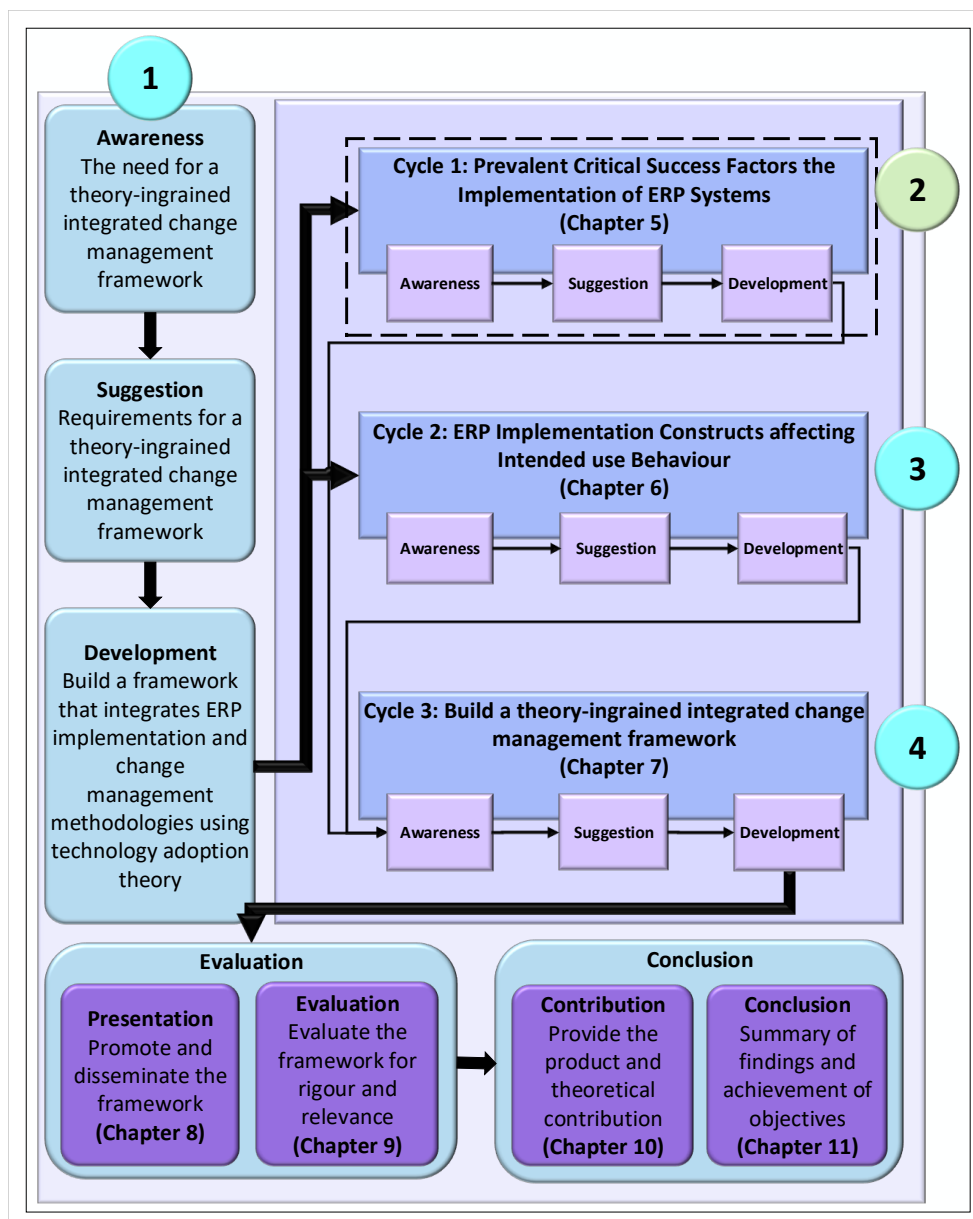 1
Awareness
The need for a
theory-ingrained
integrated change
management
framework
Suggestion
Requirements for a
theory-ingrained
integrated change
management
framework
Development
Build a framework
that integrates ERP
implementation and
change
management
methodologies using
technology adoption
theory
Cycle 1: Prevalent Critical Success Factors the
Implementation of ERP Systems
(Chapter 5)
Awareness
Suggestion
Development
2
Cycle 2: ERP Implementation Constructs affecting
Intended use Behaviour
(Chapter 6)
Awareness
Suggestion
Development
3
Cycle 3: Build a theory-ingrained integrated change
management framework
(Chapter 7)
Awareness
Suggestion
Development
4
Evaluation
Presentation
Promote and
disseminate the
framework
(Chapter 8)
Evaluation
Evaluate the
framework for
rigour and
relevance
(Chapter 9)
Conclusion
Contribution
Provide the
product and
theoretical
contribution
(Chapter 10)
Conclusion
Summary of
findings and
achievement of
objectives
(Chapter 11)